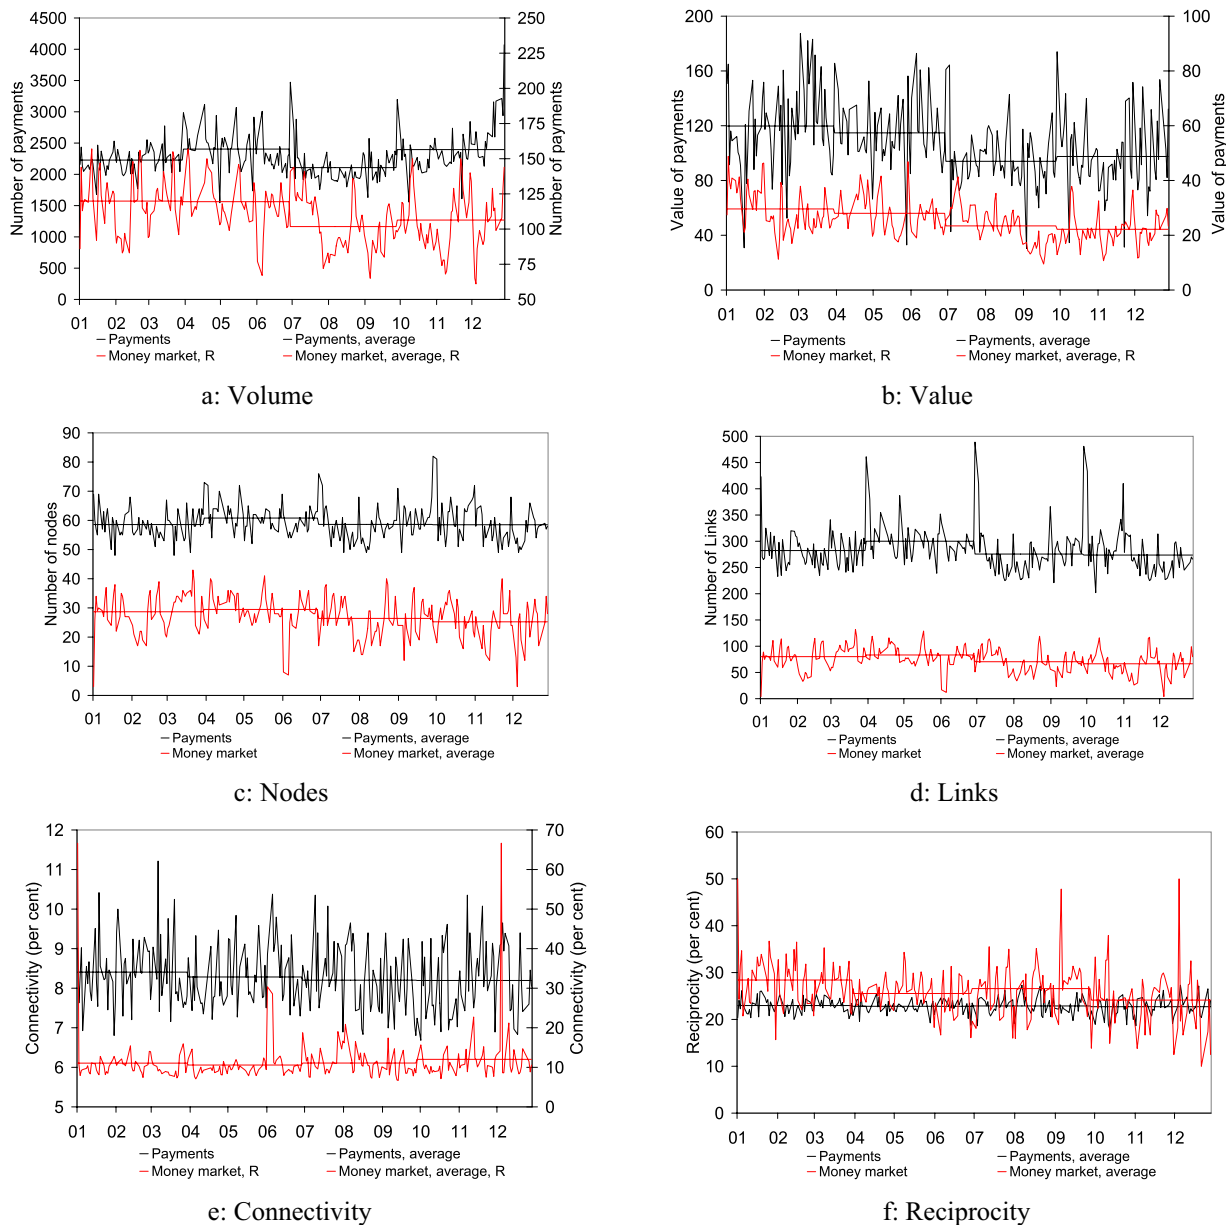 4500
4000
3500
3000
2500
2000
1500
1000
500
0
Number of payments
250
225
200
175
150
125
100
75
50
Number of payments
01 02 03 04 05 06 07 08 09 10 11 12
Payments Payments, average
Money market, R Money market, average, R
a: Volume
200
160
120
80
40
0
Value of payments
100
80
60
40
20
0
Value of payments
01 02 03 04 05 06 07 08 09 10 11 12
Payments Payments, average
Money market, R Money market, average, R
b: Value
90
80
70
60
50
40
30
20
10
0
Number of nodes
01 02 03 04 05 06 07 08 09 10 11 12
Payments Payments, average
Money market Money market, average
c: Nodes
500
450
400
350
300
250
200
150
100
50
0
Number of Links
01 02 03 04 05 06 07 08 09 10 11 12
Payments Payments, average
Money market Money market, average
d: Links
12
11
10
9
8
7
6
5
Connectivity (per cent)
70
60
50
40
30
20
10
0
Connectivity (per cent)
01 02 03 04 05 06 07 08 09 10 11 12
Payments Payments, average
Money market, R Money market, average, R
e: Connectivity
60
50
40
30
20
10
0
Reciprocity (per cent)
01 02 03 04 05 06 07 08 09 10 11 12
Payments Payments, average
Money market Money market, average
f: Reciprocity